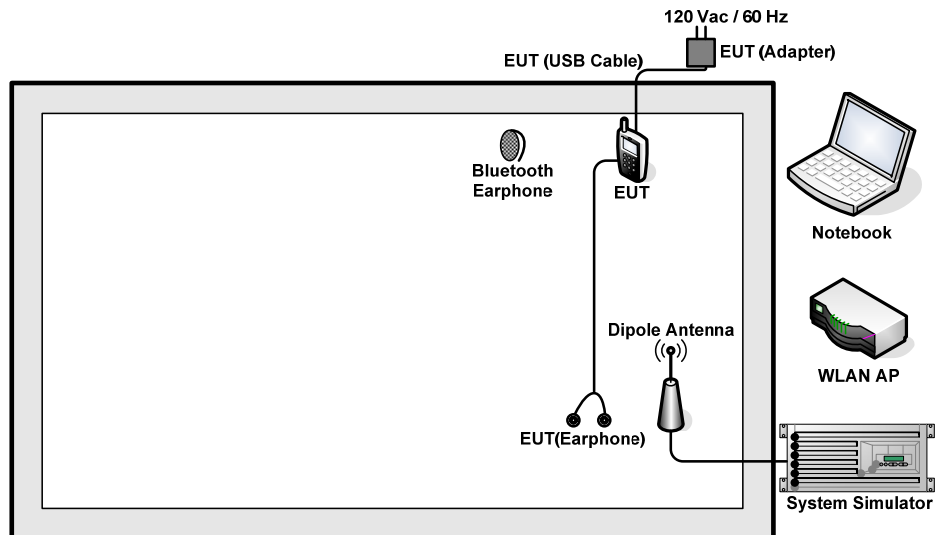 120 Vac / 60 Hz
EUT (USB Cable)
EUT (Adapter)
Bluetooth
Earphone
EUT
Notebook
Dipole Antenna
WLAN AP
EUT(Earphone)
System Simulator